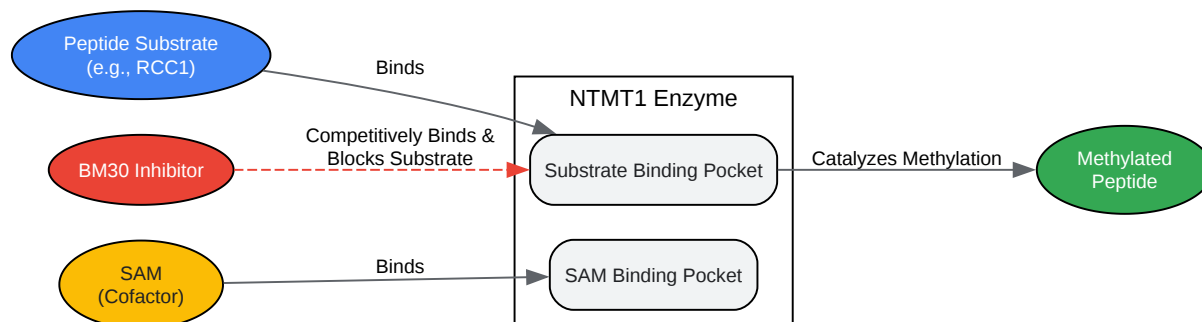 Peptide Substrate
(e.g., RCC1)
Binds
NTMT1 Enzyme
BM30 Inhibitor
Competitively Binds &
Blocks Substrate
Substrate Binding Pocket
Catalyzes Methylation
Methylated
Peptide
SAM
(Cofactor)
Binds
SAM Binding Pocket